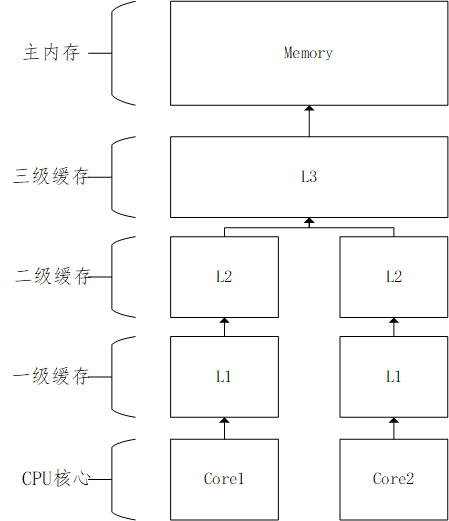 主内存
Memory
三级缓存
L3
二级缓存
L2
L2
一级缓存
L1
L1
CPU核心
Core1
Core2